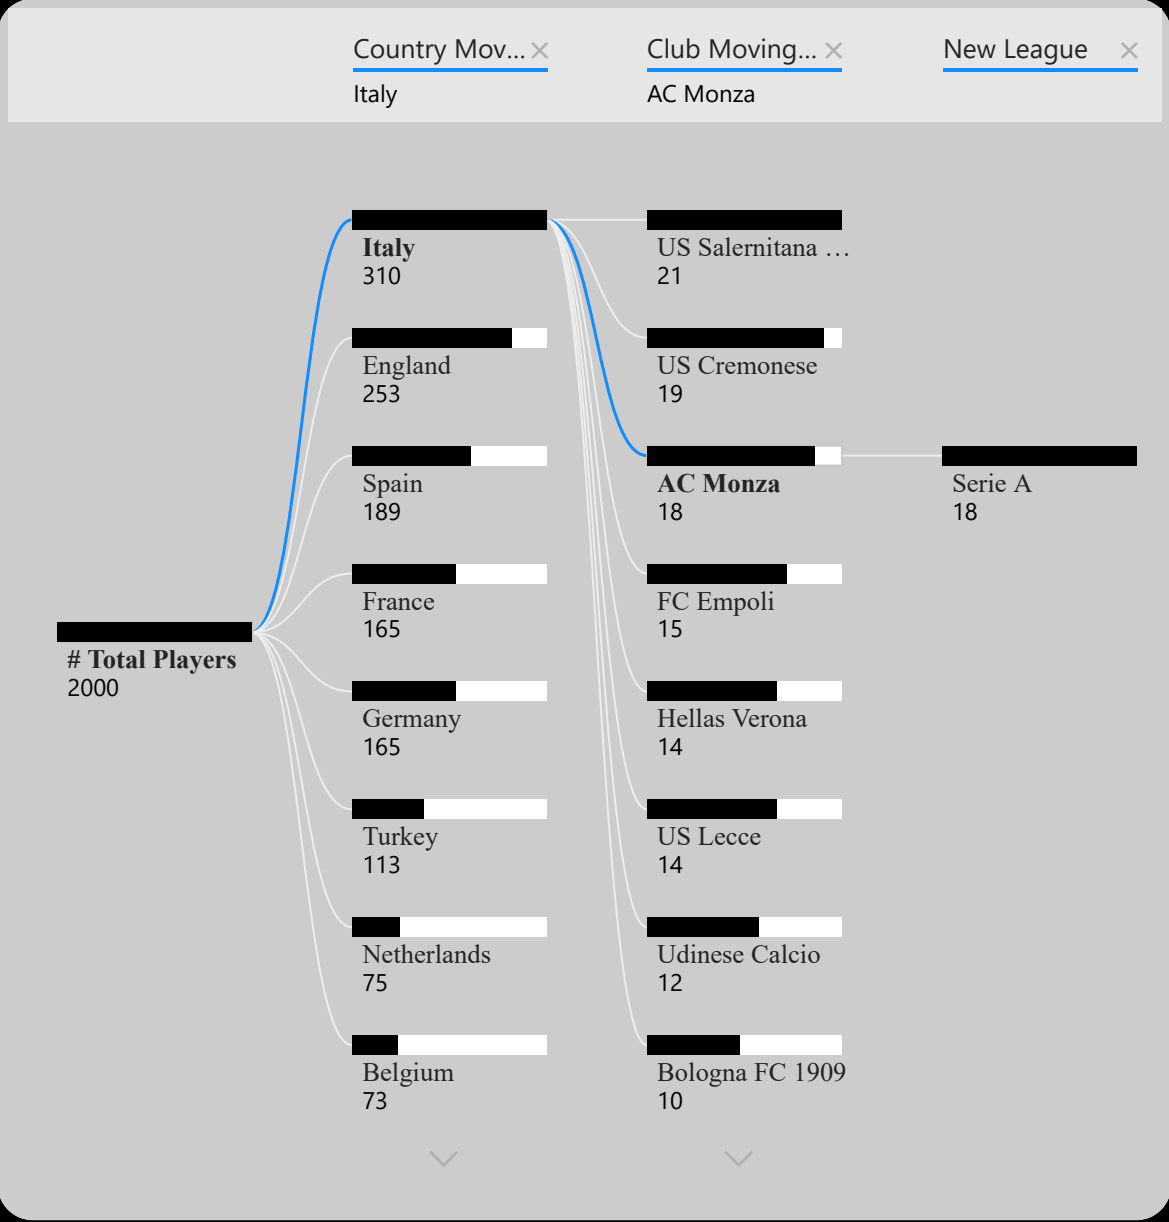 Country Mov...
Club Moving...
New League
Italy
AC Monza
Italy
310
England
253
Spain
189
France
165
Germany
165
Turkey
113
Netherlands
75
Belgium
73
# Total Players
2000
US Salernitana ...
21
US Cremonese
19
AC Monza
18
FC Empoli
15
Hellas Verona
14
US Lecce
14
Udinese Calcio
12
Bologna FC 1909
10
Serie A
18